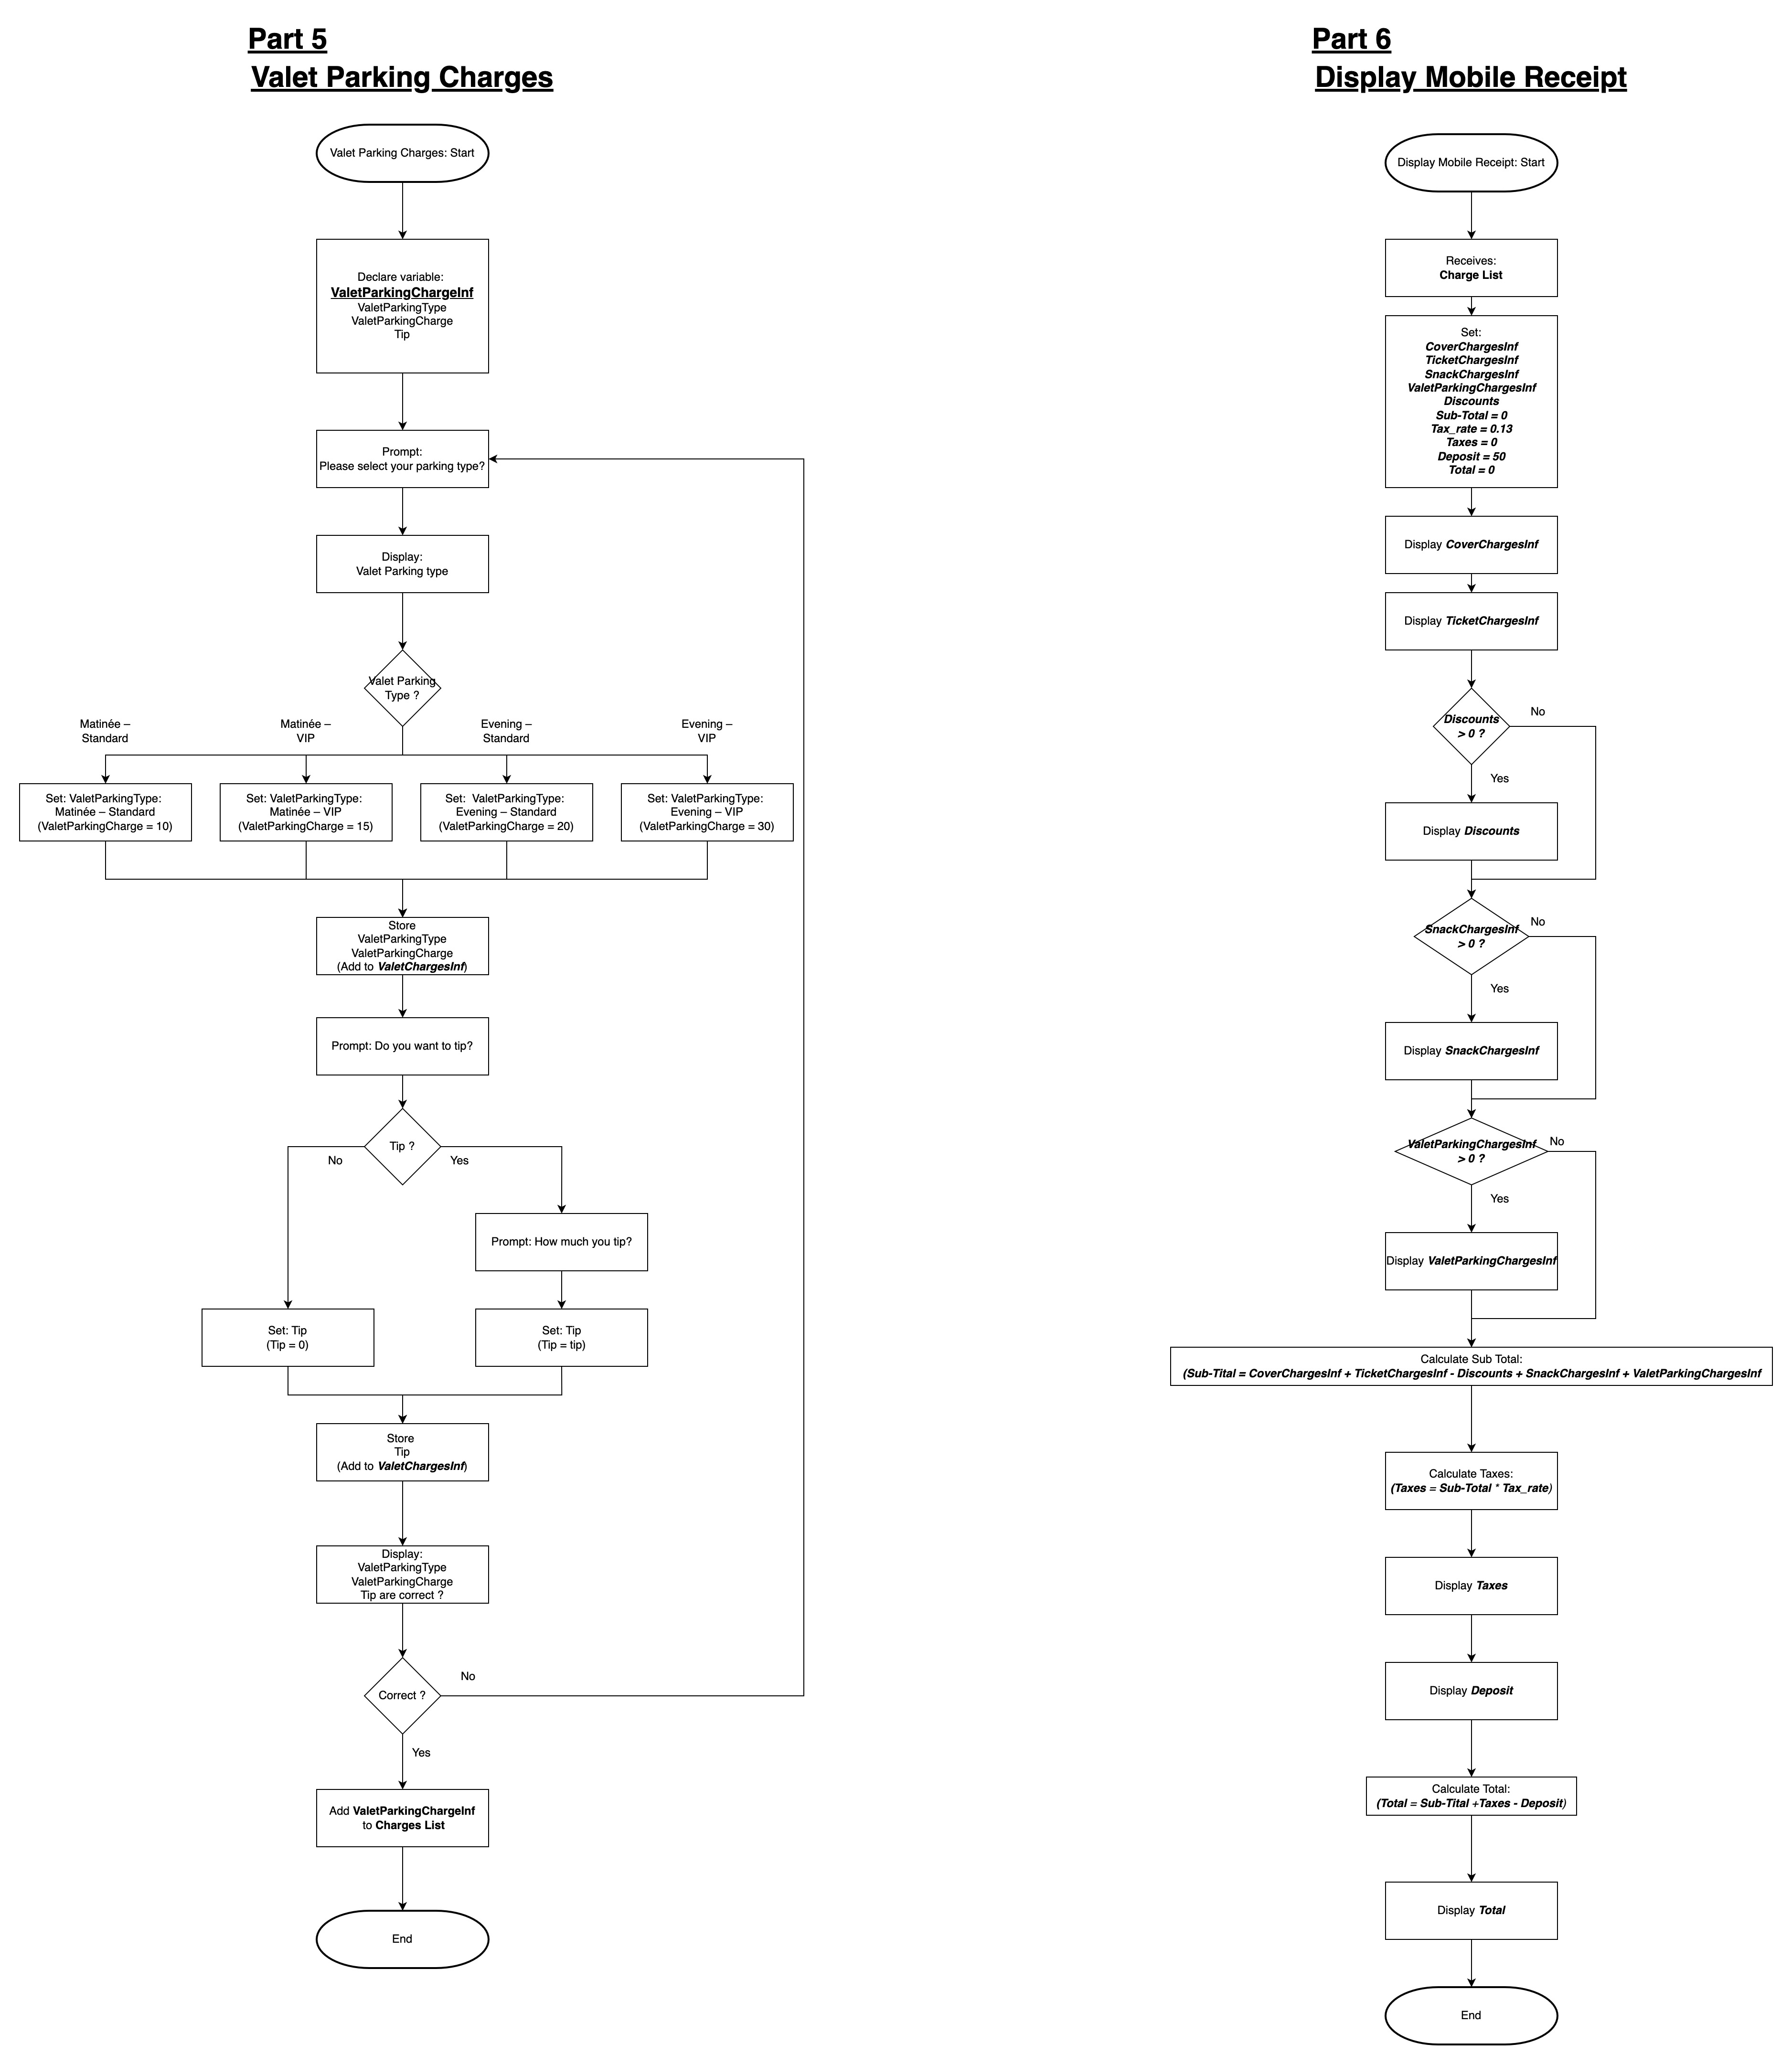 Part 5
Valet Parking Charges
Valet Parking Charges: Start
Declare variable:
ValetParkingChargeInf
ValetParkingType
ValetParkingCharge
Tip
Prompt:
Please select your parking type?
Display:
Valet Parking type
Valet Parking
Type ?
Matinée –
Standard
Matinée –
VIP
Evening –
Standard
Evening –
VIP
Set: ValetParkingType:
Matinée – Standard
(ValetParkingCharge = 10)
Set: ValetParkingType:
Matinée – VIP
(ValetParkingCharge = 15)
Set:  ValetParkingType:
Evening – Standard
(ValetParkingCharge = 20)
Set: ValetParkingType:
Evening – VIP
(ValetParkingCharge = 30)
Store
ValetParkingType
ValetParkingCharge
(Add to ValetChargesInf)
Prompt: Do you want to tip?
Tip ?
No
Yes
Prompt: How much you tip?
Set: Tip
(Tip = 0)
Set: Tip
(Tip = tip)
Store
Tip
(Add to ValetChargesInf)
Display:
ValetParkingType
ValetParkingCharge
Tip are correct ?
Correct ?
No
Yes
Add ValetParkingChargeInf
to Charges List
End
Part 6
Display Mobile Receipt
Display Mobile Receipt: Start
Receives:
Charge List
Set:
CoverChargesInf
TicketChargesInf
SnackChargesInf
ValetParkingChargesInf
Discounts
Sub-Total = 0
Tax_rate = 0.13
Taxes = 0
Deposit = 50
Total = 0
Display CoverChargesInf
Display TicketChargesInf
Discounts
> 0 ?
No
Yes
Display Discounts
SnackChargesInf
> 0 ?
No
Yes
Display SnackChargesInf
ValetParkingChargesInf
> 0 ?
No
Yes
Display ValetParkingChargesInf
Calculate Sub Total:
(Sub-Tital = CoverChargesInf + TicketChargesInf - Discounts + SnackChargesInf + ValetParkingChargesInf
Calculate Taxes:
(Taxes = Sub-Total * Tax_rate)
Display Taxes
Display Deposit
Calculate Total:
(Total = Sub-Tital +Taxes - Deposit)
Display Total
End